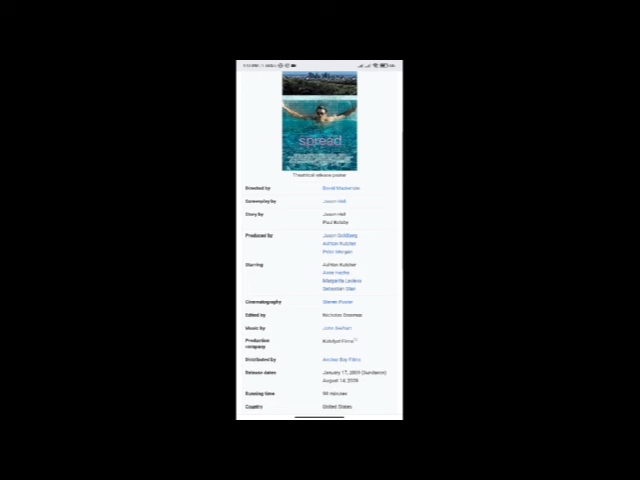 spread
Theatrical release poster
Directed by David Mackenzie
Screenplay by Jason Hall
Story by Jason Hall
Paul Kolsby
Produced by Jason Goldberg
Ashton Kutcher
Peter Morgan
Starring Ashton Kutcher
Anne Heche
Margarita Levieva
Sebastian Stan
Cinematography Steven Poster
Edited by Nicholas Erasmus
Music by John Swihart
Production
company Katalyst Films
Distributed by Anchor Bay Films
Release dates January 17, 2009 (Sundance)
August 14, 2009
Running time minutes
Country United States